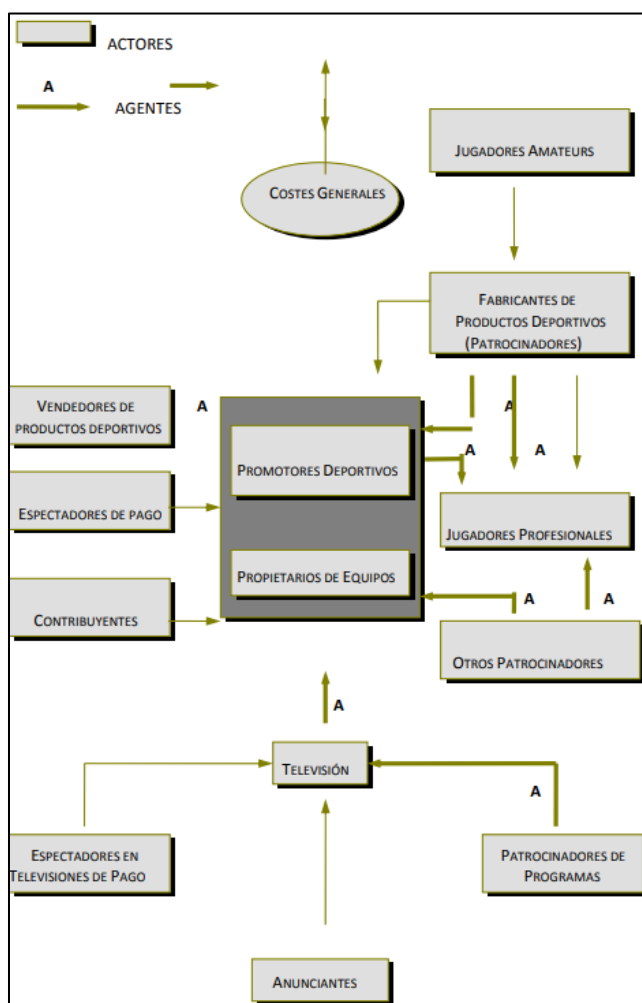 ACTORES
A
AGENTES
JUGADORES AMATEURS
COSTES GENERALES
FABRICANTES DE
PRODUCTOS DEPORTIVOS
(PATROCINADORES)
VENDEDORES DE
PRODUCTOS DEPORTIVOS
A
A
PROMOTORES DEPORTIVOS
A
A
ESPECTADORES DE PAGO
JUGADORES PROFESIONALES
PROPIETARIOS DE EQUIPOS
A
A
CONTRIBUYENTES
OTROS PATROCINADORES
A
TELEVISIÓN
A
ESPECTADORES EN
TELEVISIONES DE PAGO
PATROCINADORES DE
PROGRAMAS
ANUNCIANTES